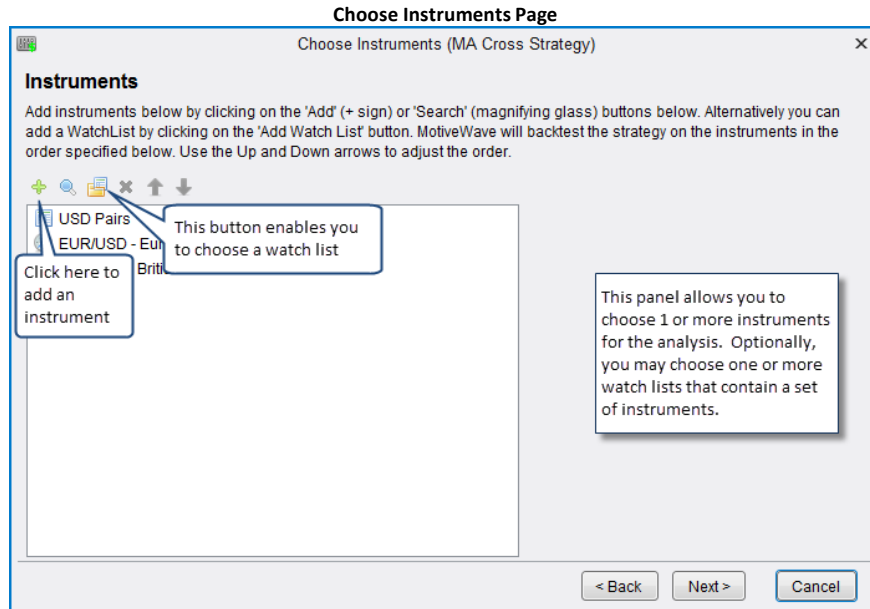 Choose Instruments Page
Choose Instruments (MA Cross Strategy)
Instruments
Add instruments below by clicking on the 'Add' (+ sign) or 'Search' (magnifying glass) buttons below. Alternatively you can
add a WatchList by clicking on the 'Add Watch List' button. MotiveWave will backtest the strategy on the instruments in the
order specified below. Use the Up and Down arrows to adjust the order.
USD Pairs
EUR/USD -
This button enables you
to choose a watch list
Click here to
add an
instrument
This panel allows you to
choose 1 or more instruments
for the analysis. Optionally,
you may choose one or more
watch lists that contain a set
of instruments.
< Back
Next >
Cancel